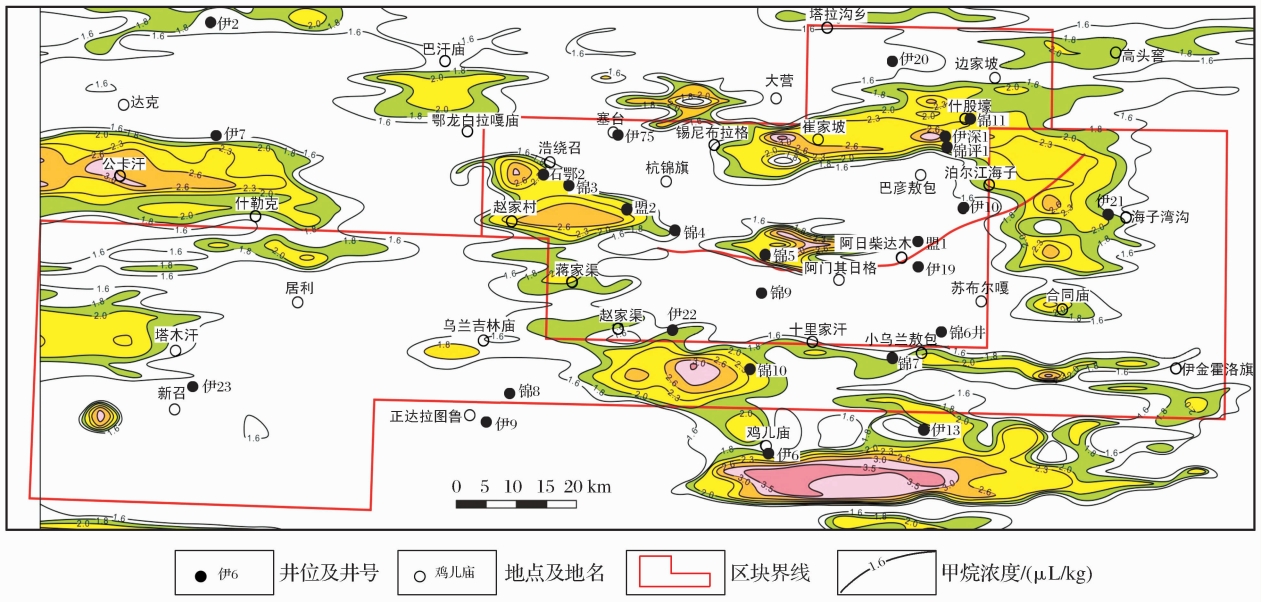 塔拉沟乡
伊2
巴汗庙
伊20
边家坡
高头窑
大营
达克
什股壕
锦11
鄂龙白拉嘎庙
塞台
伊75
锡尼布拉格
崔家坡
伊7
伊深1
锦评1
浩绕召
公卡汗
石鄂2
锦3
杭锦旗
巴彦敖包
泊尔江海子
什勒克
赵家村
盟2
伊10
伊21
海子湾沟
锦4
锦5
阿日柴达木
盟1
阿门其日格
伊19
居利
蒋家渠
锦9
苏布尔嘎
合同庙
塔木汗
乌兰吉林庙
赵家渠
伊22
十里家汗
小乌兰敖包
锦6井
锦7
伊金霍洛旗
锦10
新召
伊23
锦8
正达拉图鲁
伊9
鸡儿庙
伊6
伊13
0 5 10 15 20 km
伊6 井位及井号
鸡儿庙 地点及地名
区块界线
1.6 甲烷浓度/(μL/kg)